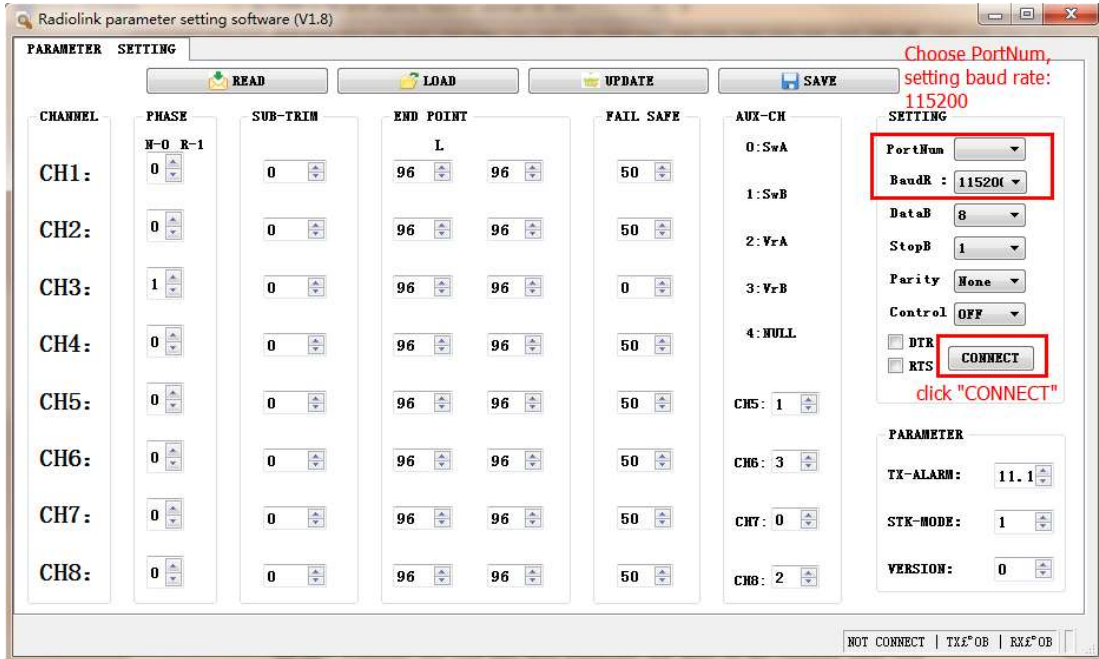 Radiolink parameter setting software (V1.8)
PARAMETER SETTING
Choose PortNum,
setting baud rate:
115200
READ LOAD UPDATE SAVE
CHANNEL PHASE SUB-TRIM END POINT FAIL SAFE AUX-CH SETTING
N-0 R-1 L 0:SwA PortNum
CH1: 0 0 96 96 50
BaudR : 115200
1:SwB
DataB 8
CH2: 0 0 96 96 50
2:VrA
StopB 1
CH3: 1 0 96 96 0 3:VrB
Parity None
Control OFF
CH4: 0 0 96 96 50 4:NULL
DTR
CONNECT
RTS
click "CONNECT"
CH5: 0 0 96 96 50 CH5: 1
PARAMETER
CH6: 0 0 96 96 50 CH6: 3
TX-ALARM: 11.1
CH7: 0 0 96 96 50 CH7: 0 STK-MODE: 1
CH8: 0 0 96 96 50 CH8: 2 VERSION: 0
NOT CONNECT | TX£°0B | RX£°0B